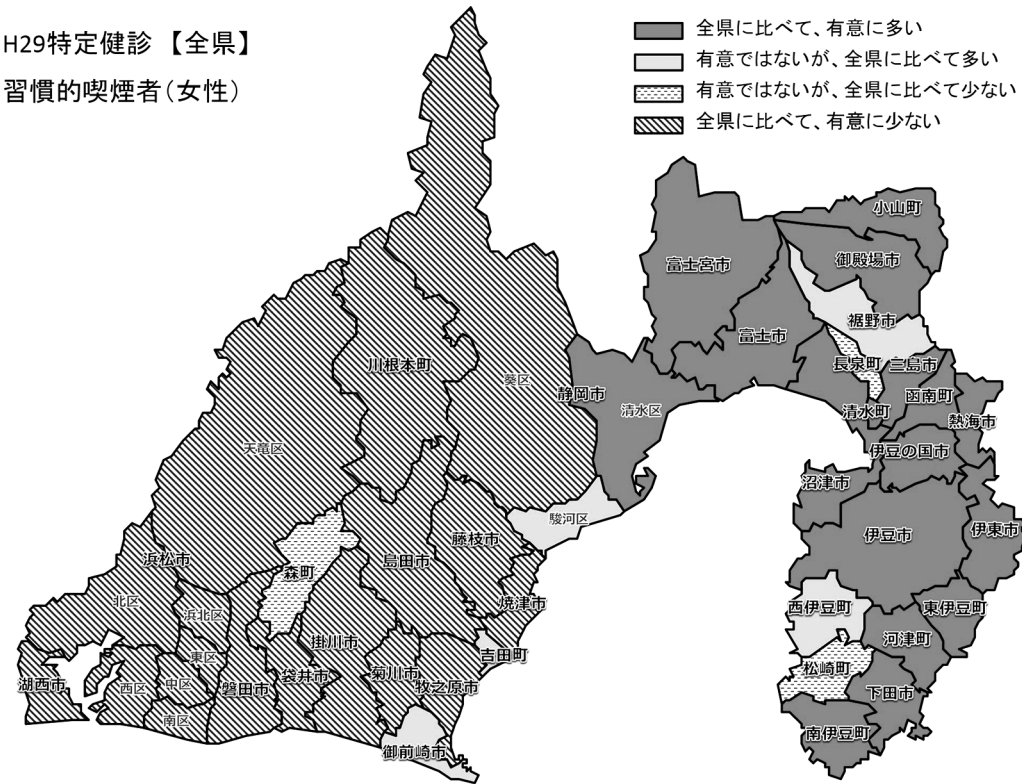 H29特定健診 【全県】
習慣的喫煙者（女性）
全県に比べて、有意に多い
有意ではないが、全県に比べて多い
有意ではないが、全県に比べて少ない
全県に比べて、有意に少ない
小山町
御殿場市
富士宮市
裾野市
富士市
長泉町
三島市
川根本町
葵区
静岡市
清水区
清水町
函南町
熱海市
天竜区
伊豆の国市
沼津市
駿河区
伊豆市
伊東市
藤枝市
浜松市
島田市
森町
焼津市
北区
浜北区
西伊豆町
東伊豆町
掛川市
吉田町
河津町
東区
湖西市
西区
中区
磐田市
袋井市
菊川市
牧之原市
松崎町
下田市
南区
御前崎市
南伊豆町